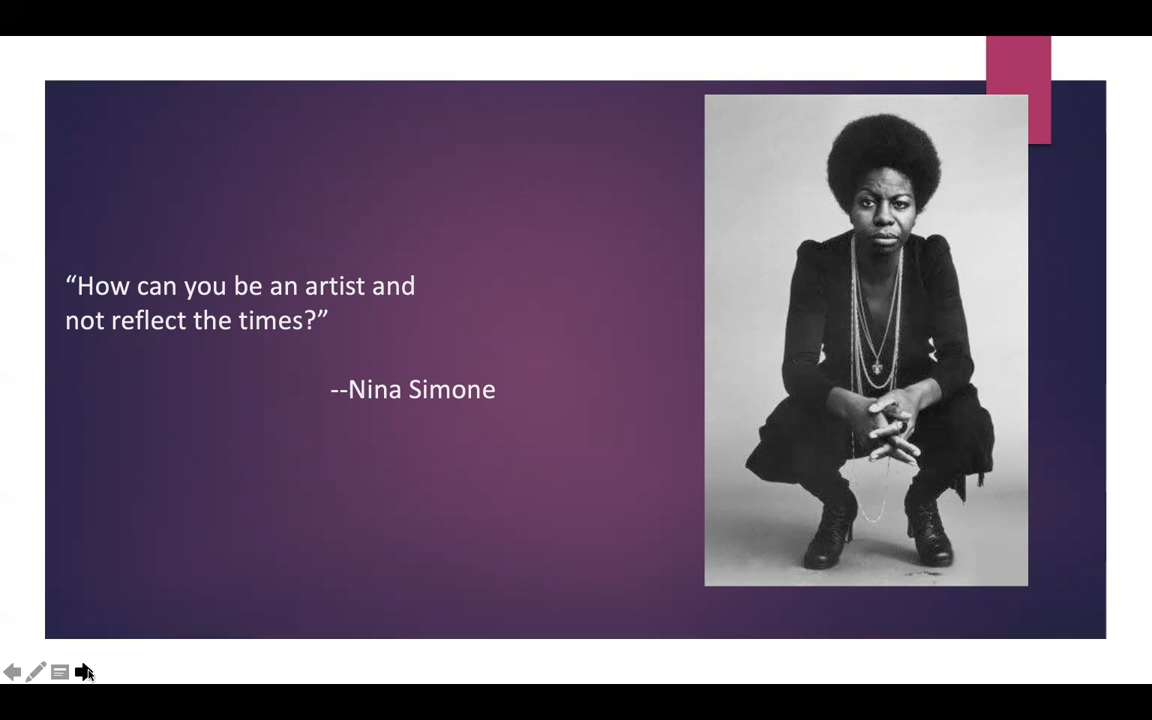 “How can you be an artist and
not reflect the times?”
--Nina Simone